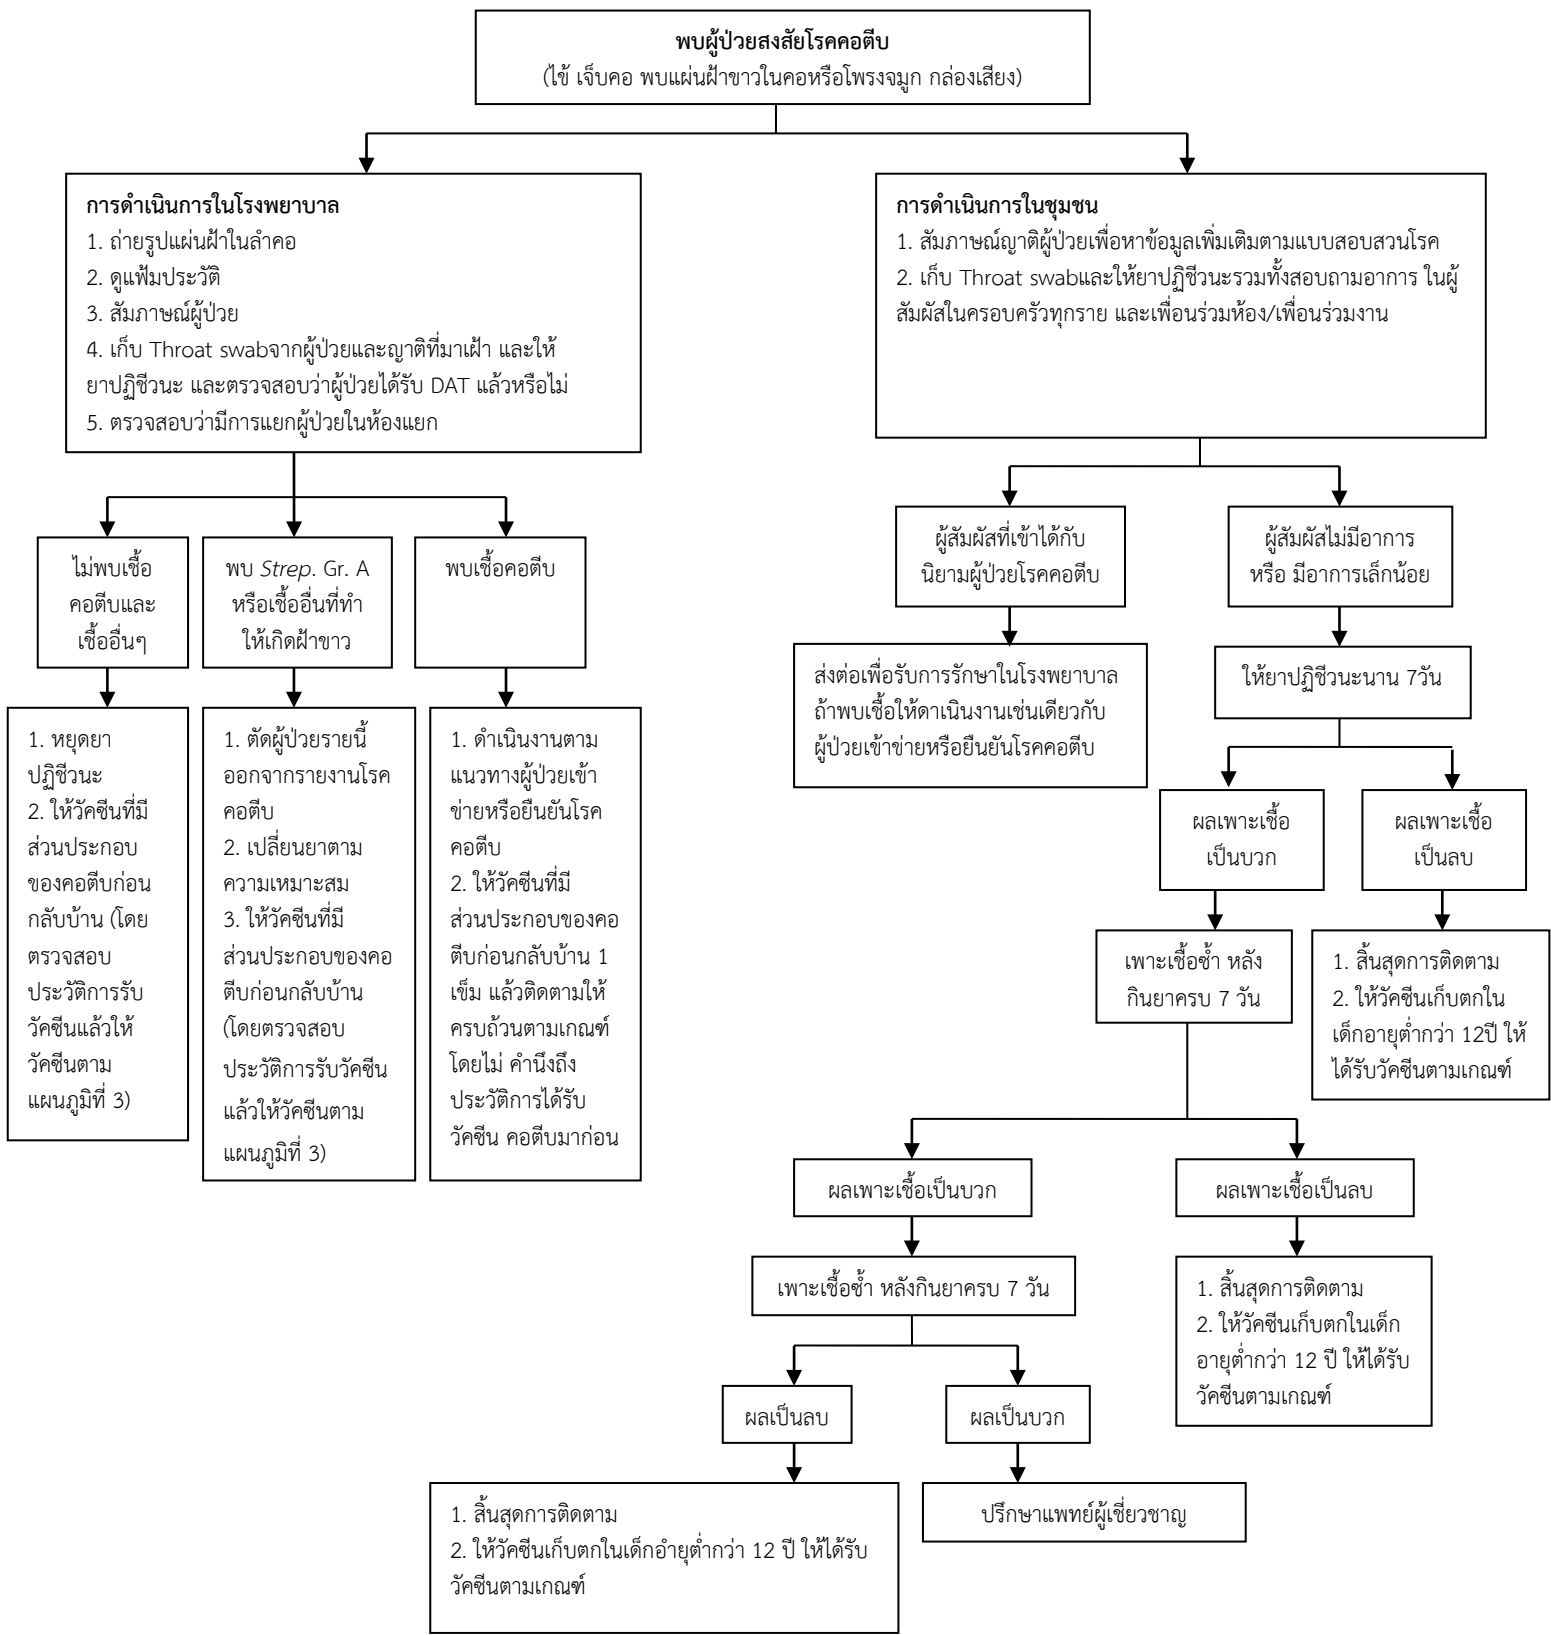 พบผู้ป่วยสงสัยโรคคอตีบ
(ไข้ เจ็บคอ พบแผ่นฝ้าขาวในคอหรือโพรงจมูก กล่องเสียง)
การดำเนินการในโรงพยาบาล
1. ถ่ายรูปแผ่นฝ้าในลำคอ
2. ดูแฟ้มประวัติ
3. สัมภาษณ์ผู้ป่วย
4. เก็บ Throat swabจากผู้ป่วยและญาติที่มาเฝ้า และให้
ยาปฏิชีวนะ และตรวจสอบว่าผู้ป่วยได้รับ DAT แล้วหรือไม่
5. ตรวจสอบว่ามีการแยกผู้ป่วยในห้องแยก
การดำเนินการในชุมชน
1. สัมภาษณ์ญาติผู้ป่วยเพื่อหาข้อมูลเพิ่มเติมตามแบบสอบสวนโรค
2. เก็บ Throat swabและให้ยาปฏิชีวนะรวมทั้งสอบถามอาการ ในผู้
สัมผัสในครอบครัวทุกราย และเพื่อนร่วมห้อง/เพื่อนร่วมงาน
ไม่พบเชื้อ
คอตีบและ
เชื้ออื่นๆ
พบ Strep. Gr. A
หรือเชื้ออื่นที่ทำ
ให้เกิดฝ้าขาว
พบเชื้อคอตีบ
1. หยุดยา
ปฏิชีวนะ
2. ให้วัคซีนที่มี
ส่วนประกอบ
ของคอตีบก่อน
กลับบ้าน (โดย
ตรวจสอบ
ประวัติการรับ
วัคซีนแล้วให้
วัคซีนตาม
แผนภูมิที่ 3)
1. ตัดผู้ป่วยรายนี้
ออกจากรายงานโรค
คอตีบ
2. เปลี่ยนยาตาม
ความเหมาะสม
3. ให้วัคซีนที่มี
ส่วนประกอบของคอ
ตีบก่อนกลับบ้าน
(โดยตรวจสอบ
ประวัติการรับวัคซีน
แล้วให้วัคซีนตาม
แผนภูมิที่ 3)
1. ดำเนินงานตาม
แนวทางผู้ป่วยเข้า
ข่ายหรือยืนยันโรค
คอตีบ
2. ให้วัคซีนที่มี
ส่วนประกอบของคอ
ตีบก่อนกลับบ้าน 1
เข็ม แล้วติดตามให้
ครบถ้วนตามเกณฑ์
โดยไม่ คำนึงถึง
ประวัติการได้รับ
วัคซีน คอตีบมาก่อน
ผู้สัมผัสที่เข้าได้กับ
นิยามผู้ป่วยโรคคอตีบ
ผู้สัมผัสไม่มีอาการ
หรือ มีอาการเล็กน้อย
ส่งต่อเพื่อรับการรักษาในโรงพยาบาล
ถ้าพบเชื้อให้ดาเนินงานเช่นเดียวกับ
ผู้ป่วยเข้าข่ายหรือยืนยันโรคคอตีบ
ให้ยาปฏิชีวนะนาน 7วัน
ผลเพาะเชื้อ
เป็นบวก
ผลเพาะเชื้อ
เป็นลบ
เพาะเชื้อซ้ำ หลัง
กินยาครบ 7 วัน
1. สิ้นสุดการติดตาม
2. ให้วัคซีนเก็บตกใน
เด็กอายุต่ำกว่า 12ปี ให้
ได้รับวัคซีนตามเกณฑ์
ผลเพาะเชื้อเป็นบวก
ผลเพาะเชื้อเป็นลบ
เพาะเชื้อซ้ำ หลังกินยาครบ 7 วัน
1. สิ้นสุดการติดตาม
2. ให้วัคซีนเก็บตกในเด็ก
อายุต่ำกว่า 12 ปี ให้ได้รับ
วัคซีนตามเกณฑ์
ผลเป็นลบ
ผลเป็นบวก
1. สิ้นสุดการติดตาม
2. ให้วัคซีนเก็บตกในเด็กอำยุต่ำกว่า 12 ปี ให้ได้รับ
วัคซีนตามเกณฑ์
ปรึกษาแพทย์ผู้เชี่ยวชาญ